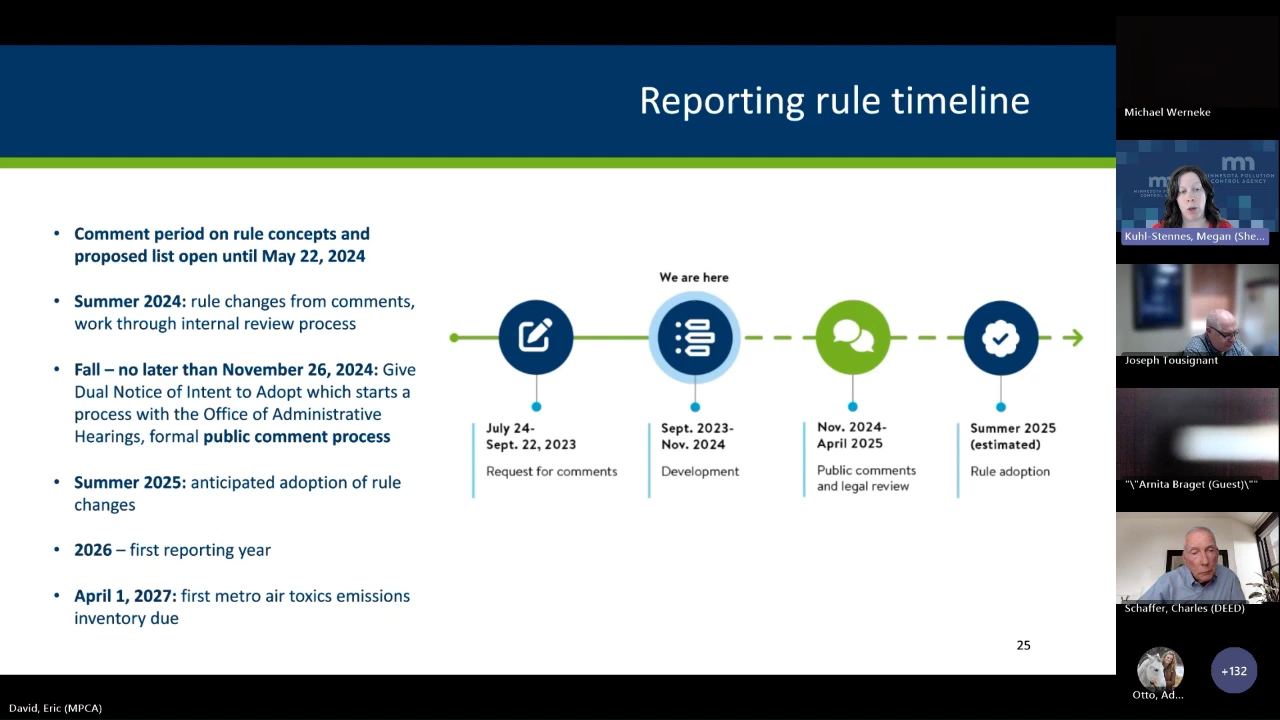 Reporting rule timeline
• Comment period on rule concepts and
proposed list open until May 22, 2024
• Summer 2024: rule changes from comments,
work through internal review process
• Fall – no later than November 26, 2024: Give
Dual Notice of Intent to Adopt which starts a
process with the Office of Administrative
Hearings, formal public comment process
• Summer 2025: anticipated adoption of rule
changes
• 2026 – first reporting year
• April 1, 2027: first metro air toxics emissions
inventory due
We are here
July 24-
Sept. 22, 2023
Request for comments
Sept. 2023-
Nov. 2024
Development
Nov. 2024-
April 2025
Public comments
and legal review
Summer 2025
(estimated)
Rule adoption
25
Michael Werneke
MINNESOTA POLLUTION
CONTROL AGENCY
Kuhl-Stennes, Megan (She...
Joseph Tousignant
"\"Arnita Braget (Guest)\""
Schaffer, Charles (DEED)
Otto, Ad...
+132
David, Eric (MPCA)